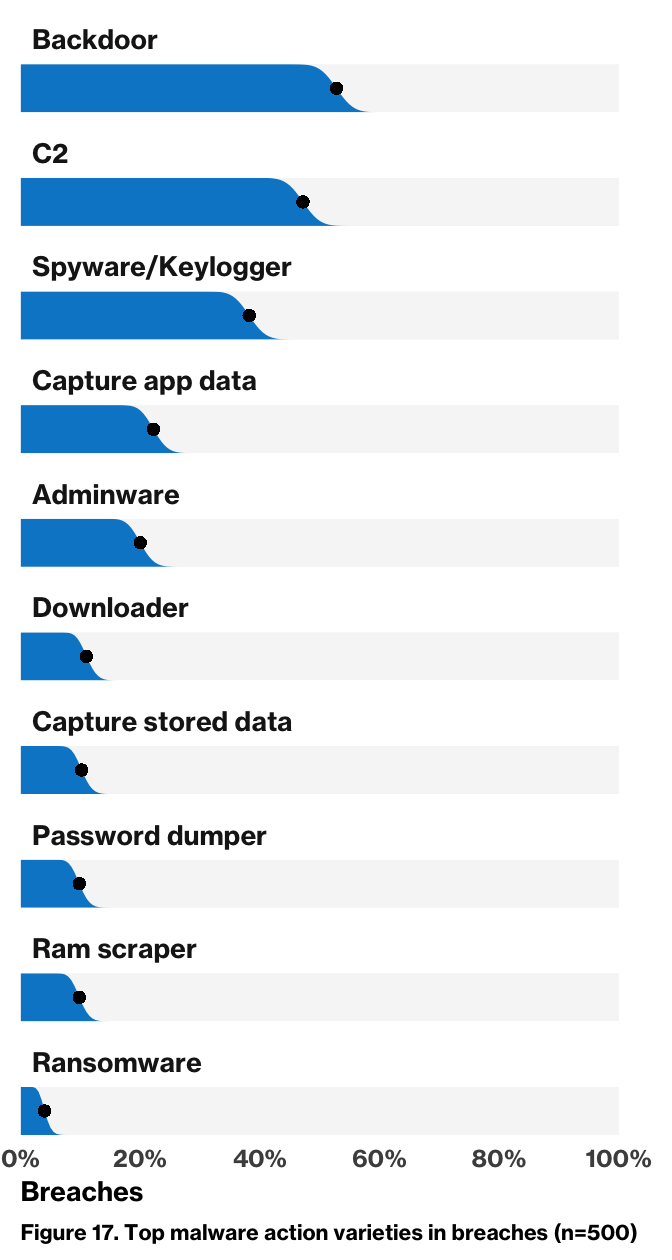 Backdoor
C2
Spyware/Keylogger
Capture app data
Adminware
Downloader
Capture stored data
Password dumper
Ram scraper
Ransomware
0% 20% 40% 60% 80% 100%
Breaches
Figure 17. Top malware action varieties in breaches (n=500)